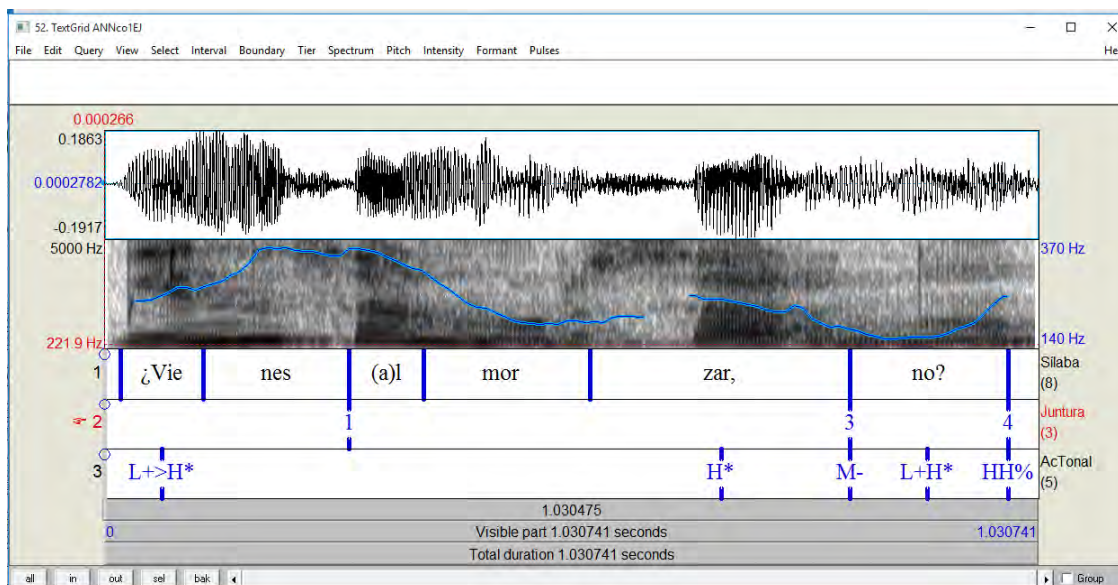 52. TextGrid ANNco1EJ
File Edit Query View Select Interval Boundary Tier Spectrum Pitch Intensity Formant Pulses He
0.000266
0.1863
0.0002782
-0.1917
5000 Hz 370 Hz
221.9 Hz 140 Hz
1 ¿Vie nes (a)l mor zar, no? Sílaba
(8)
2 1 3 4 Juntura
(3)
3 L+>H* H* M- L+H* HH% AcTonal
(5)
1.030475
0 Visible part 1.030741 seconds 1.030741
Total duration 1.030741 seconds
all in out sel bak Group